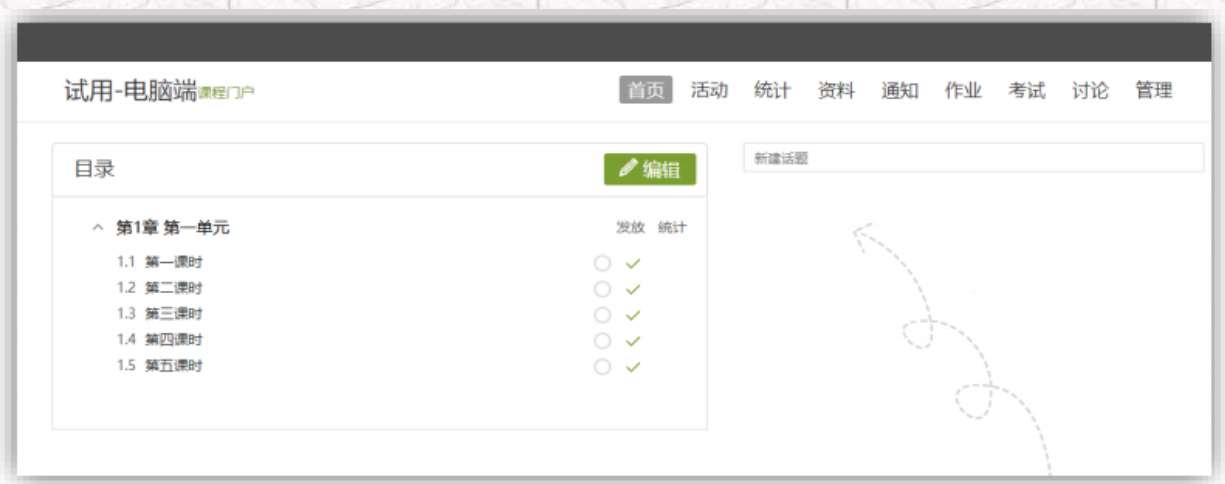 试用-电脑端课程门户
首页 活动 统计 资料 通知 作业 考试 讨论 管理
目录
编辑
第1章 第一单元
发放 统计
1.1 第一课时
1.2 第二课时
1.3 第三课时
1.4 第四课时
1.5 第五课时
新建话题